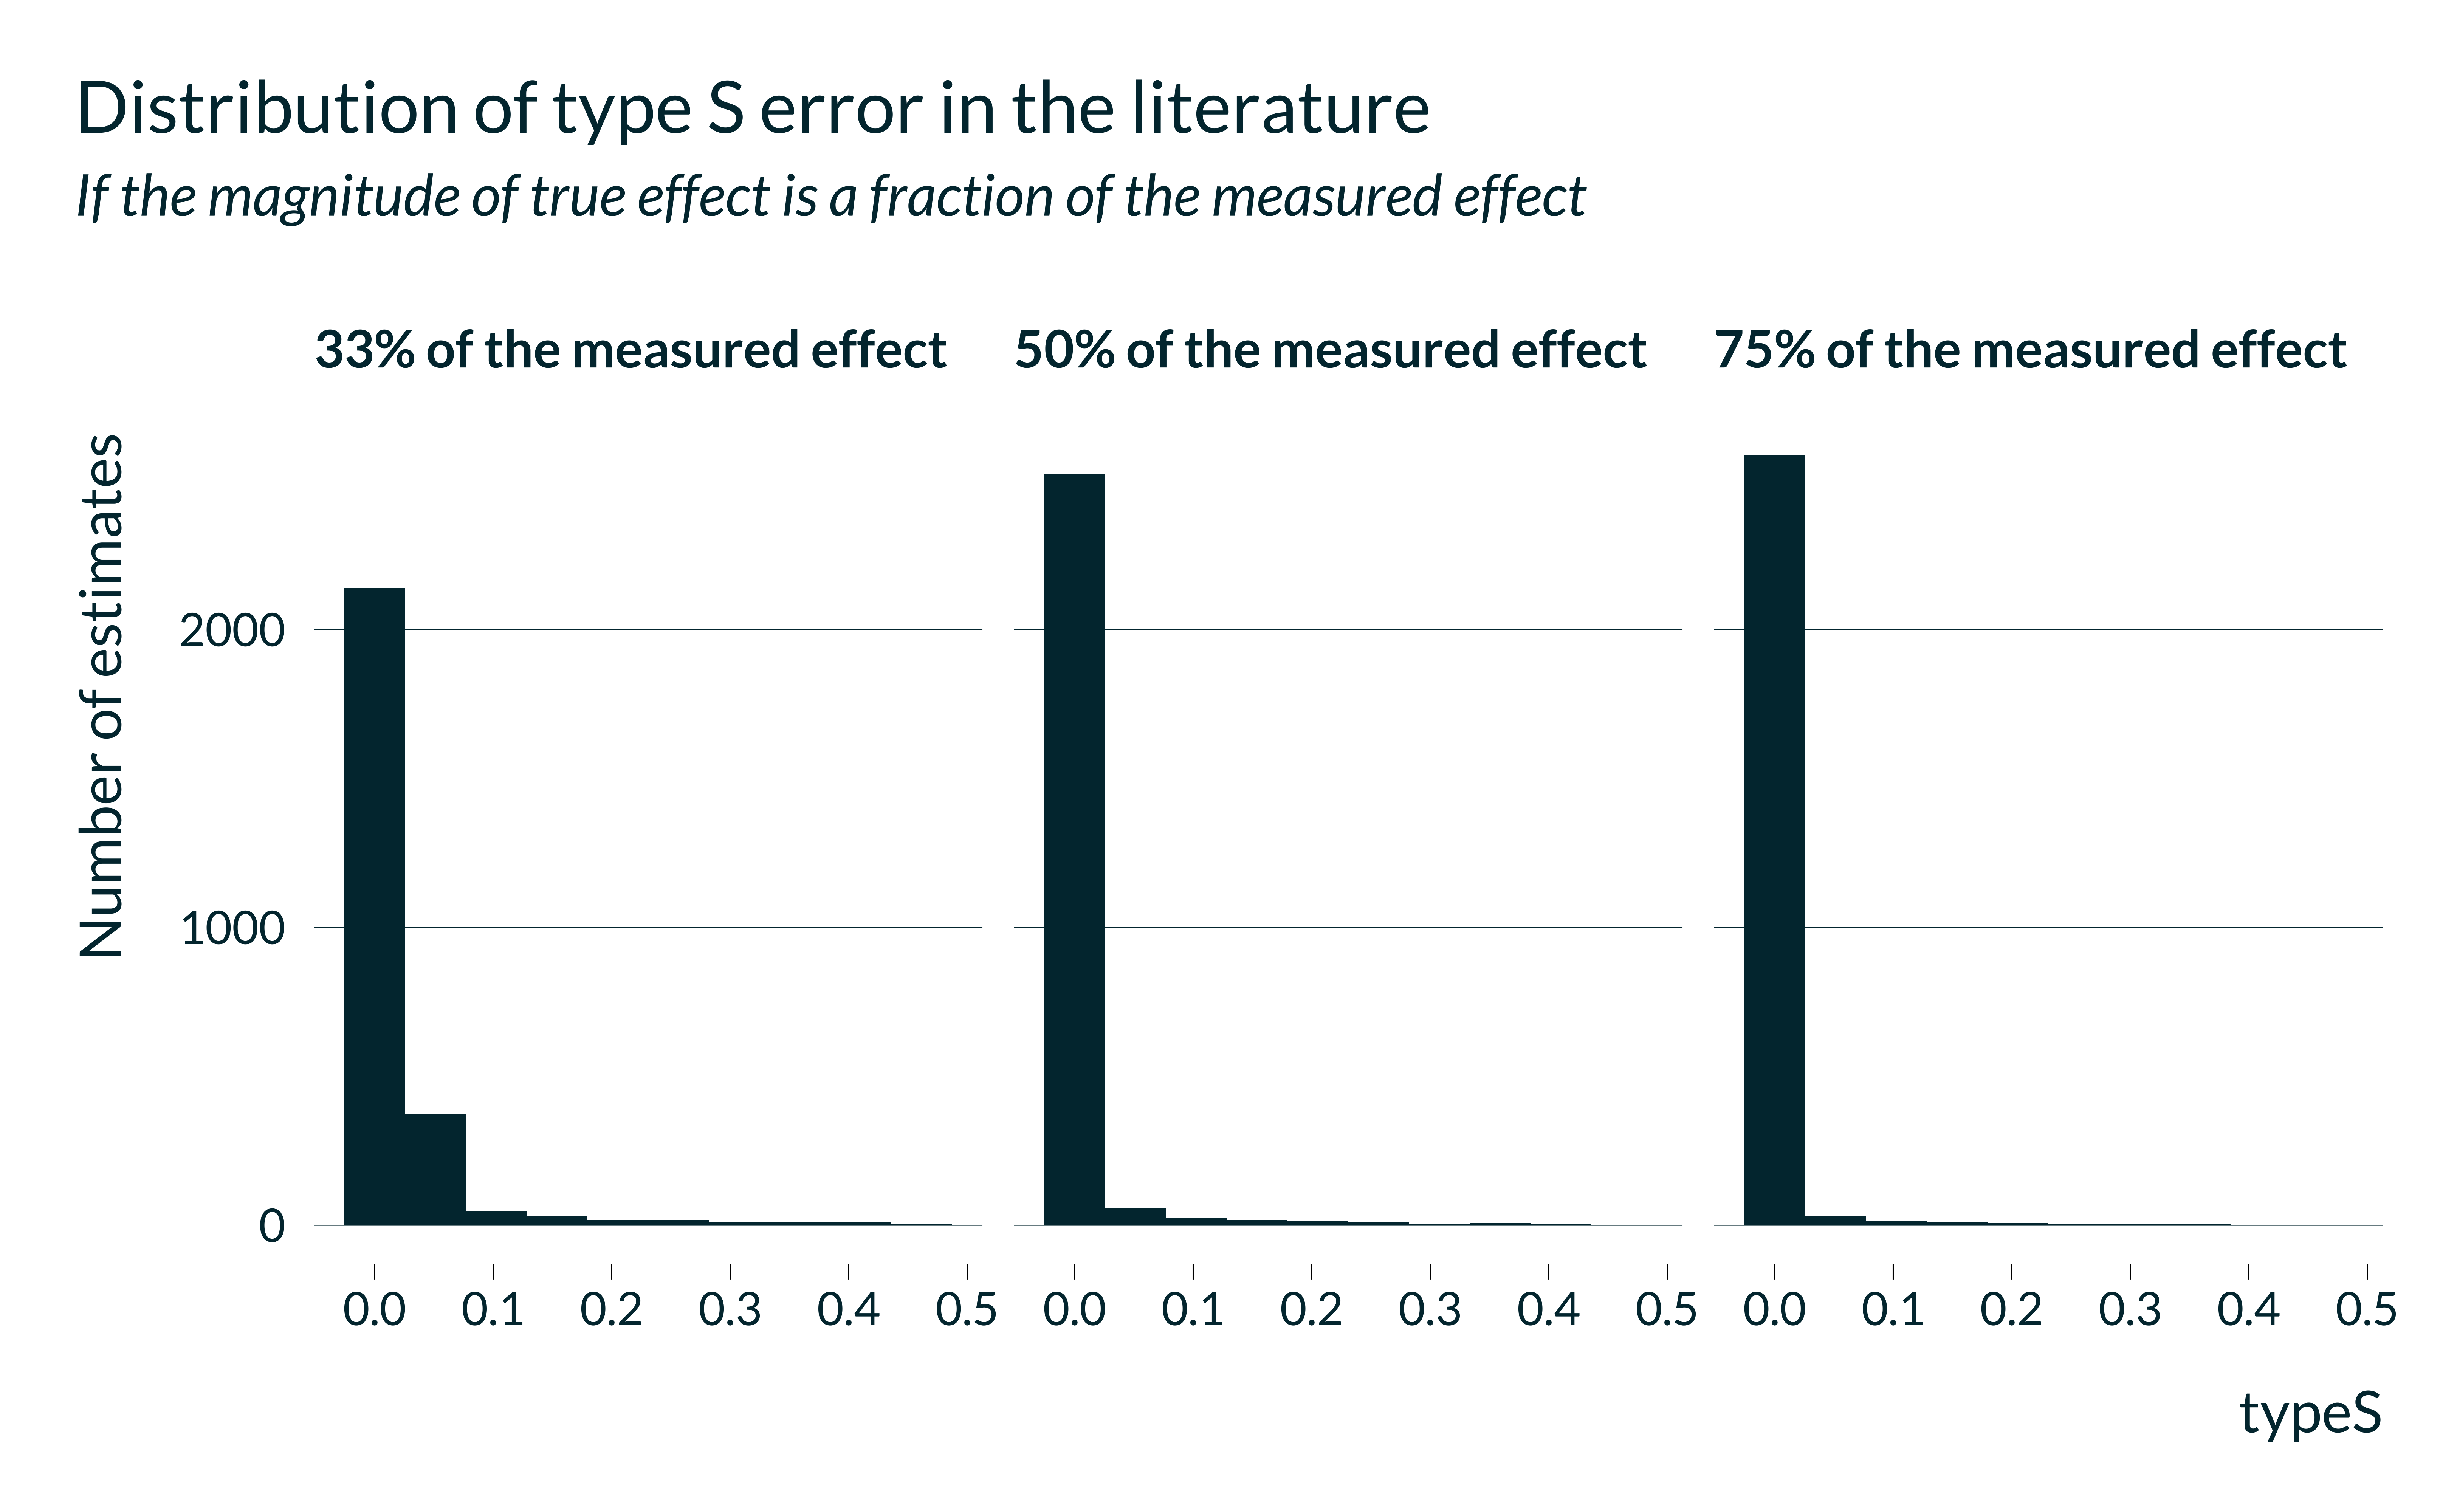 Distribution of type S error in the literature
If the magnitude of true effect is a fraction of the measured effect
33% of the measured effect
50% of the measured effect
75% of the measured effect
Number of estimates
2000
1000
0
0.0 0.1 0.2 0.3 0.4 0.5
0.0 0.1 0.2 0.3 0.4 0.5
0.0 0.1 0.2 0.3 0.4 0.5
typeS